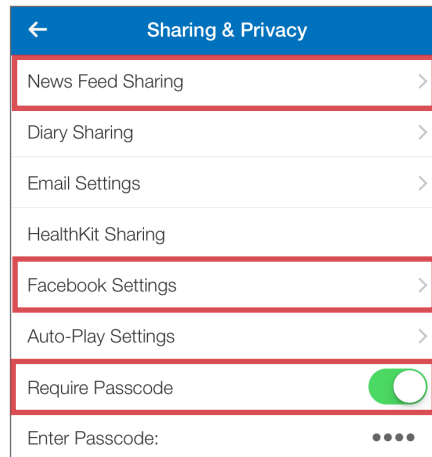 Sharing & Privacy
News Feed Sharing
Diary Sharing
Email Settings
HealthKit Sharing
Facebook Settings
Auto-Play Settings
Require Passcode
Enter Passcode: ●●●●